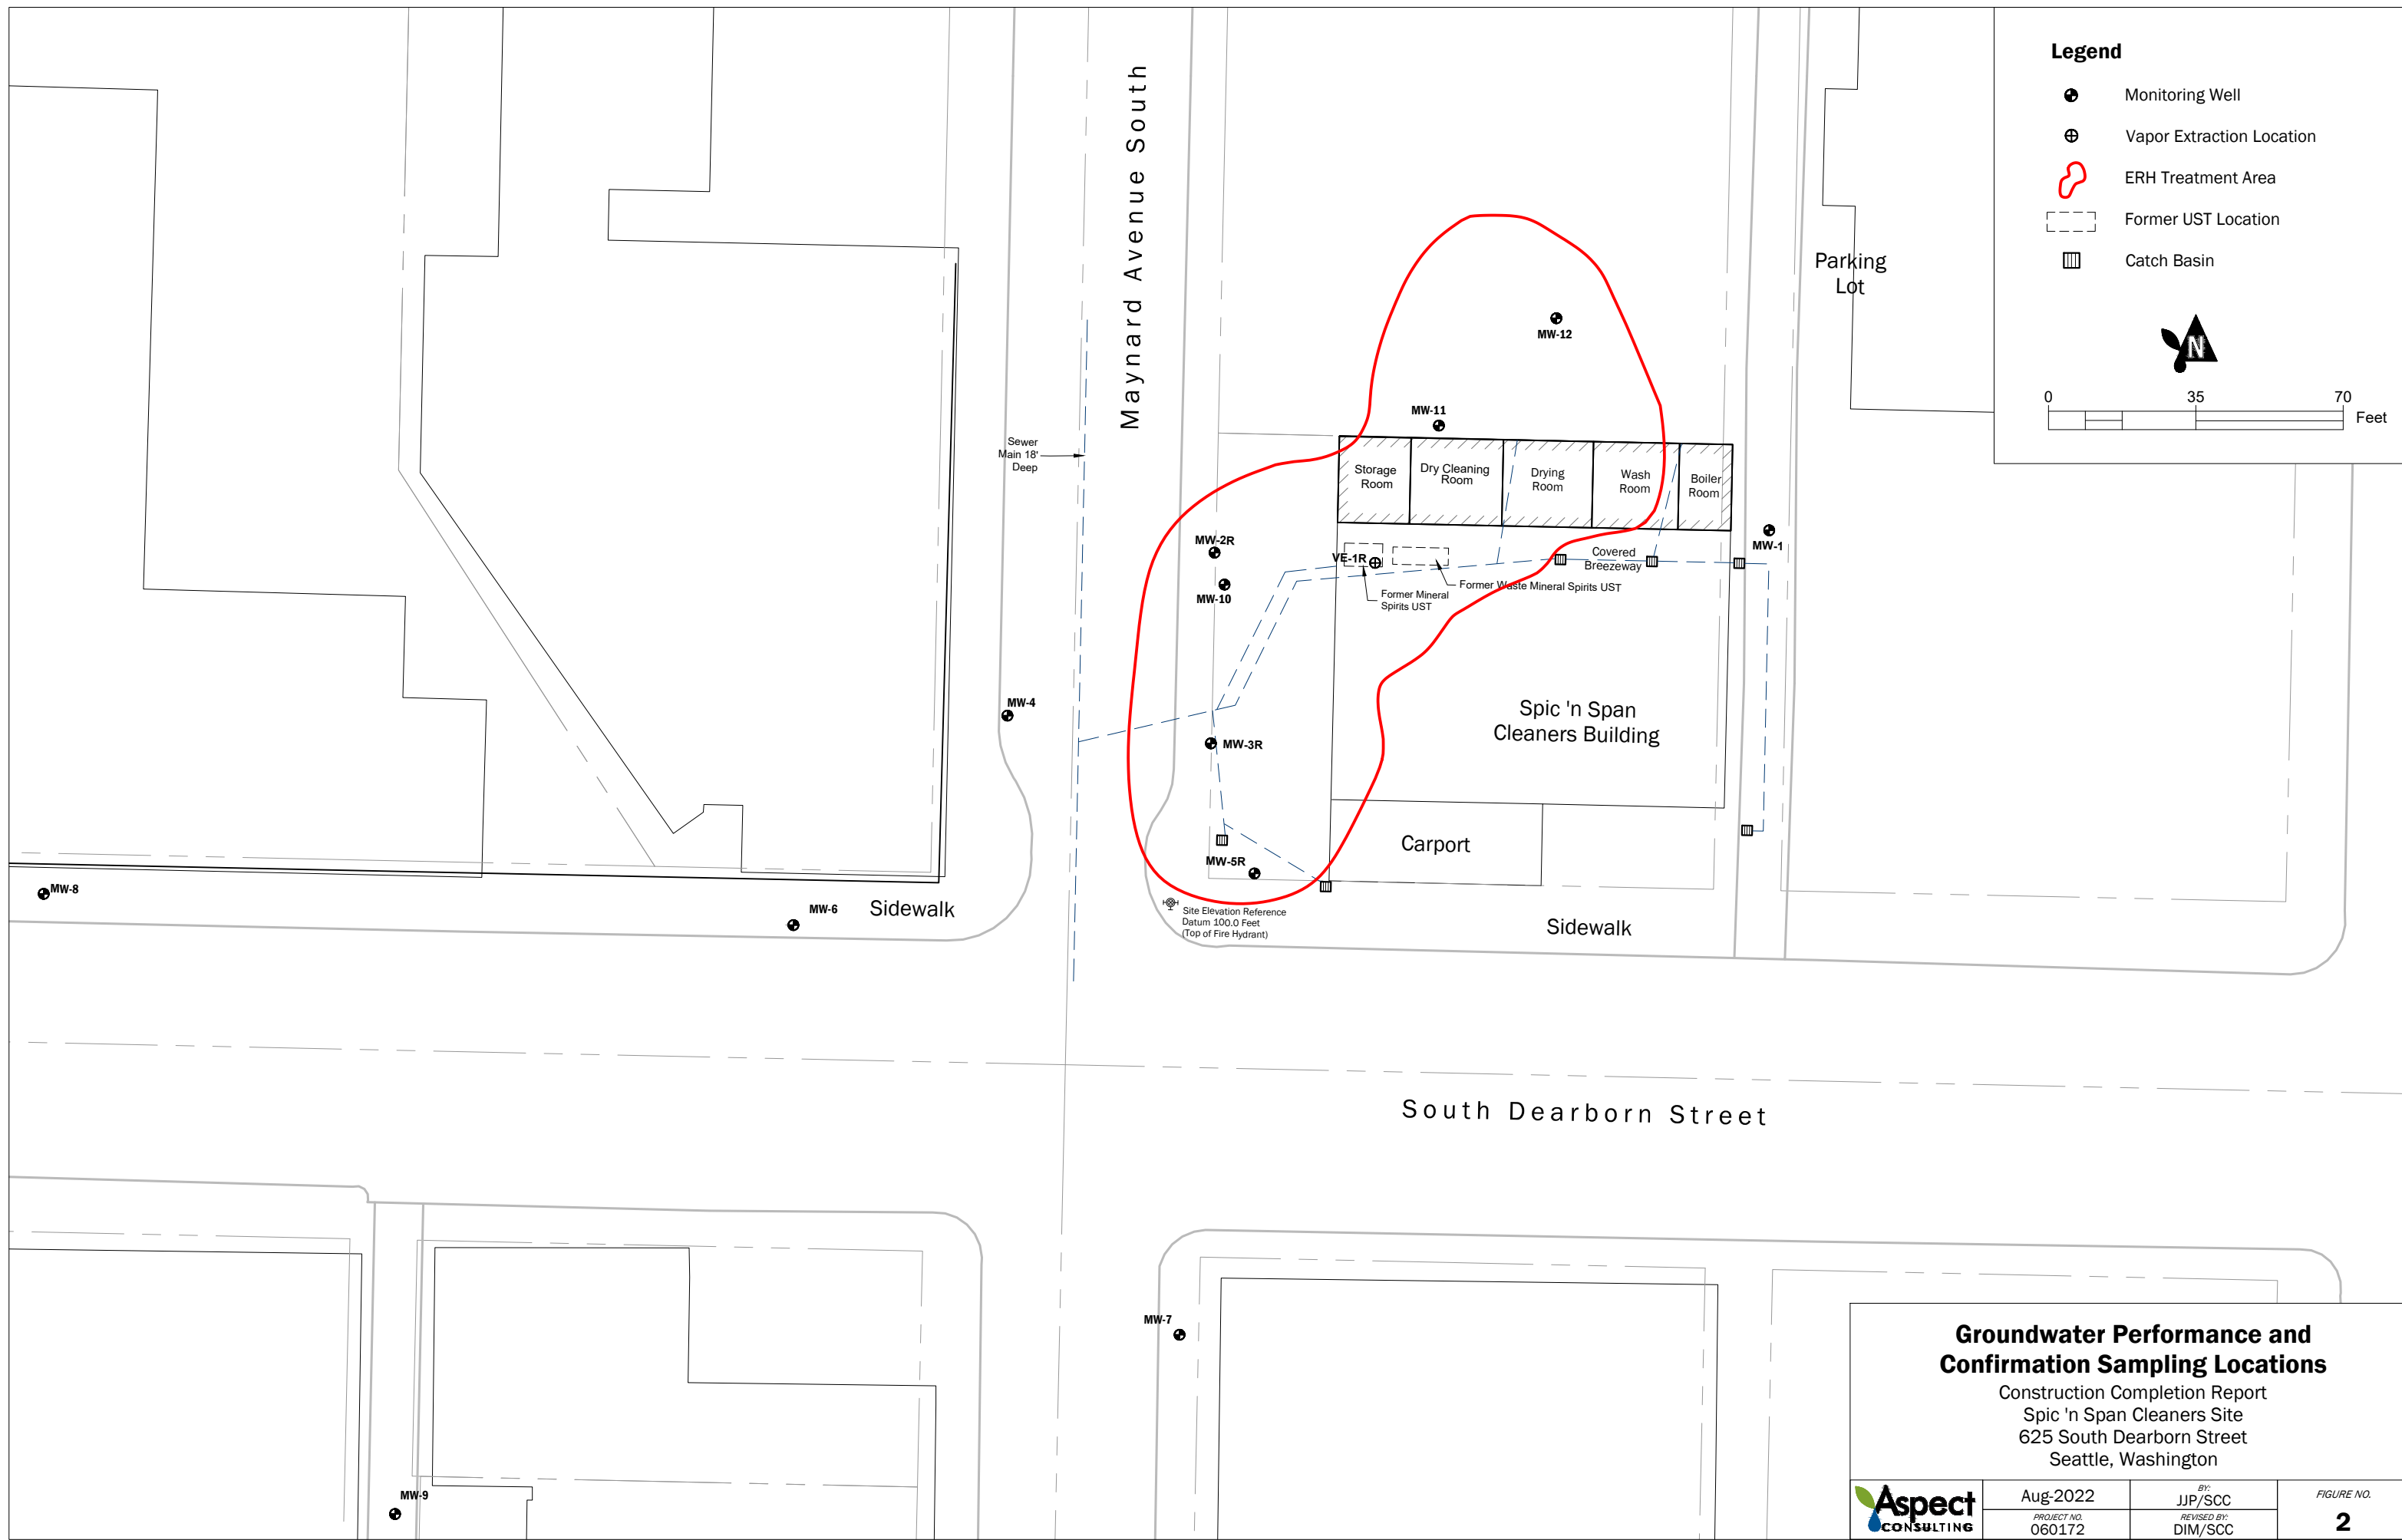 Legend
Monitoring Well
Vapor Extraction Location
ERH Treatment Area
Former UST Location
Catch Basin
N
0 35 70
Feet
Maynard Avenue South
Parking
Lot
MW-12
MW-11
Sewer
Main 18'
Deep
Storage
Room
Dry Cleaning
Room
Drying
Room
Wash
Room
Boiler
Room
MW-2R
VE-1R
MW-1
Covered
Breezeway
MW-10
Former Waste Mineral Spirits UST
Former Mineral
Spirits UST
MW-4
MW-3R
Spic 'n Span
Cleaners Building
Carport
MW-5R
MW-8
MW-6
Sidewalk
Site Elevation Reference
Datum 100.0 Feet
(Top of Fire Hydrant)
Sidewalk
South Dearborn Street
MW-7
MW-9
Groundwater Performance and
Confirmation Sampling Locations
Construction Completion Report
Spic 'n Span Cleaners Site
625 South Dearborn Street
Seattle, Washington
Aspect
CONSULTING
Aug-2022
PROJECT NO.
060172
BY:
JJP/SCC
REVISED BY:
DIM/SCC
FIGURE NO.
2